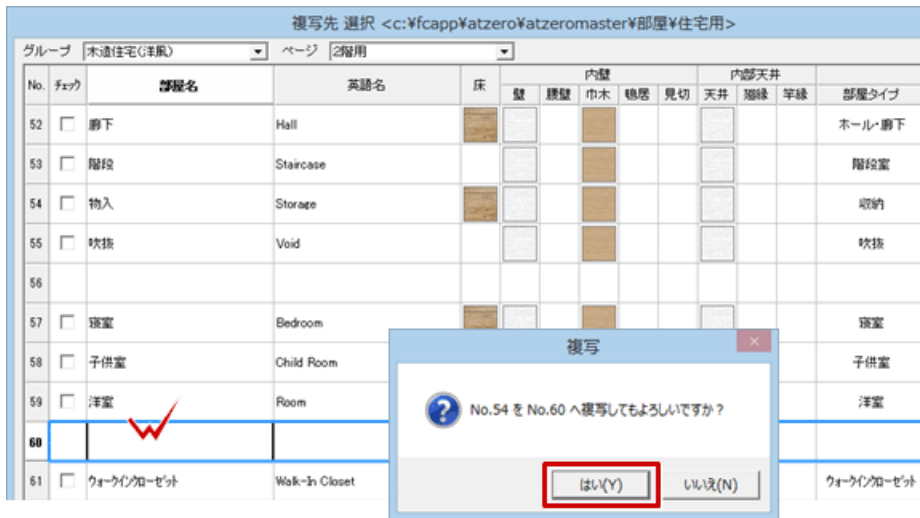 複写先 選択 <c:¥fcapp¥atzero¥atzeromaster¥部屋¥住宅用>
グループ 木造住宅(洋風) ページ 2階用
内壁 内部天井
No. チェック 部屋名 英語名 床 壁 腰壁 巾木 鴨居 見切 天井 廻縁 竿縁 部屋タイプ
52 廊下 Hall ホール・廊下
53 階段 Staircase 階段室
54 物入 Storage 収納
55 吹抜 Void 吹抜
56
57 寝室 Bedroom 寝室
58 子供室 Child Room 子供室
59 洋室 Room 洋室
60
61 ウォークインクローゼット Walk-In Closet ウォークインクローゼット
複写
No.54 を No.60 へ複写してもよろしいですか？
はい(Y) いいえ(N)